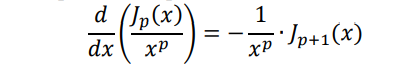 d/dx (J_p(x)/x^p) = − 1/x^p · J_{p+1}(x)